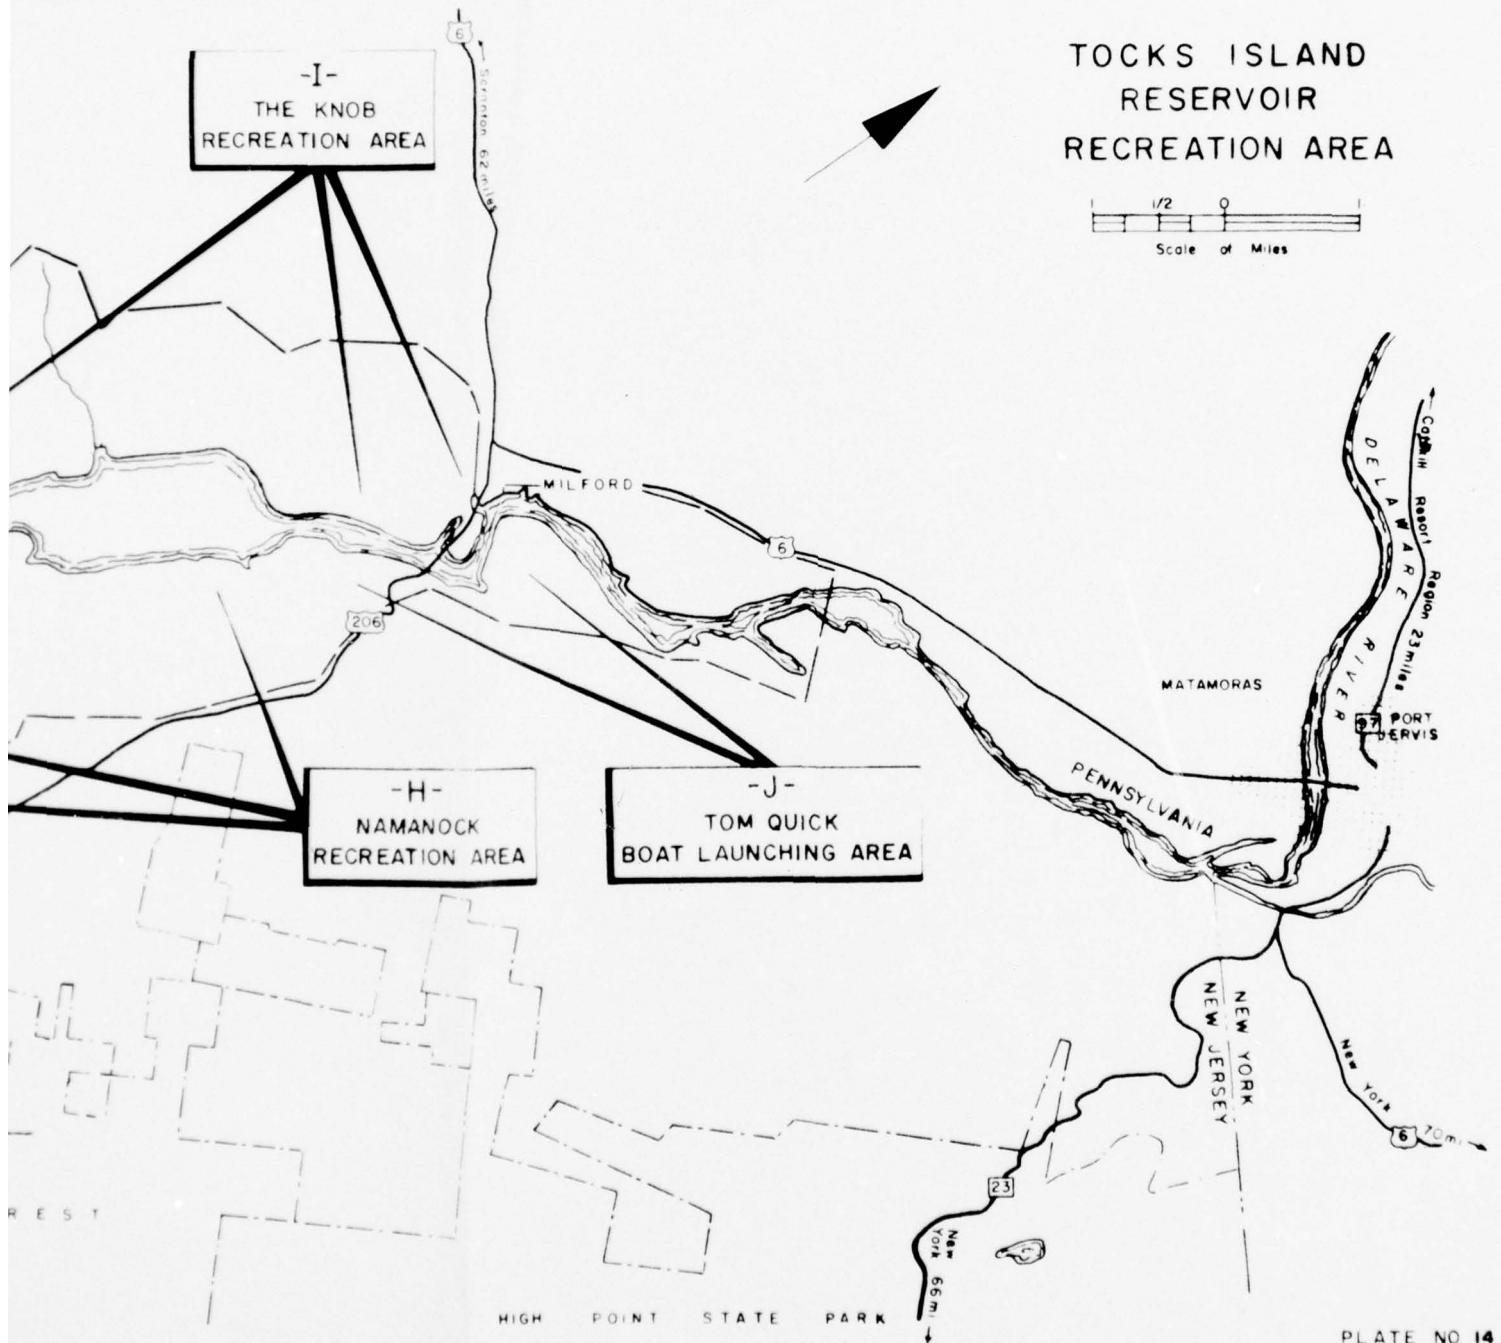 TOCKS ISLAND
RESERVOIR
RECREATION AREA
1 1/2 0 1
Scale of Miles
6
Scranton 62 miles
-I-
THE KNOB
RECREATION AREA
MILFORD
6
206
DELAWARE RIVER
Resort Region 23 miles
97
PORT
JERVIS
MATAMORAS
PENNSYLVANIA
-H-
NAMANOCK
RECREATION AREA
-J-
TOM QUICK
BOAT LAUNCHING AREA
NEW YORK
NEW JERSEY
New York
6
70 mi
23
New
York 66 mi
REST
HIGH POINT STATE PARK
PLATE NO 14